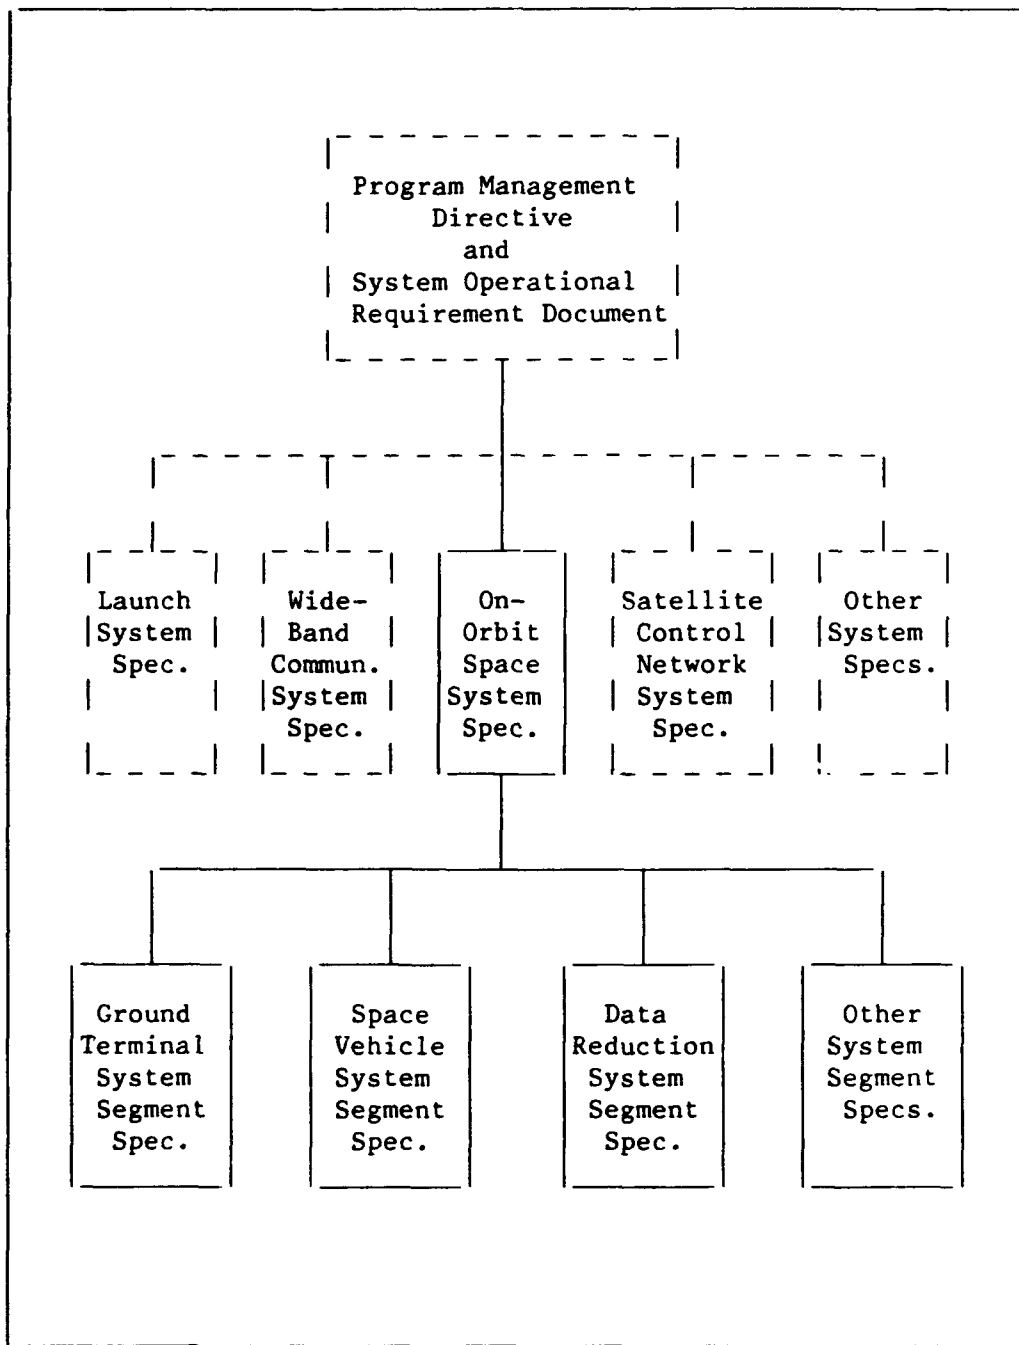 Program Management
Directive
and
System Operational
Requirement Document
Launch
System
Spec.
Wide-
Band
Commun.
System
Spec.
On-
Orbit
Space
System
Spec.
Satellite
Control
Network
System
Spec.
Other
System
Specs.
Ground
Terminal
System
Segment
Spec.
Space
Vehicle
System
Segment
Spec.
Data
Reduction
System
Segment
Spec.
Other
System
Segment
Specs.